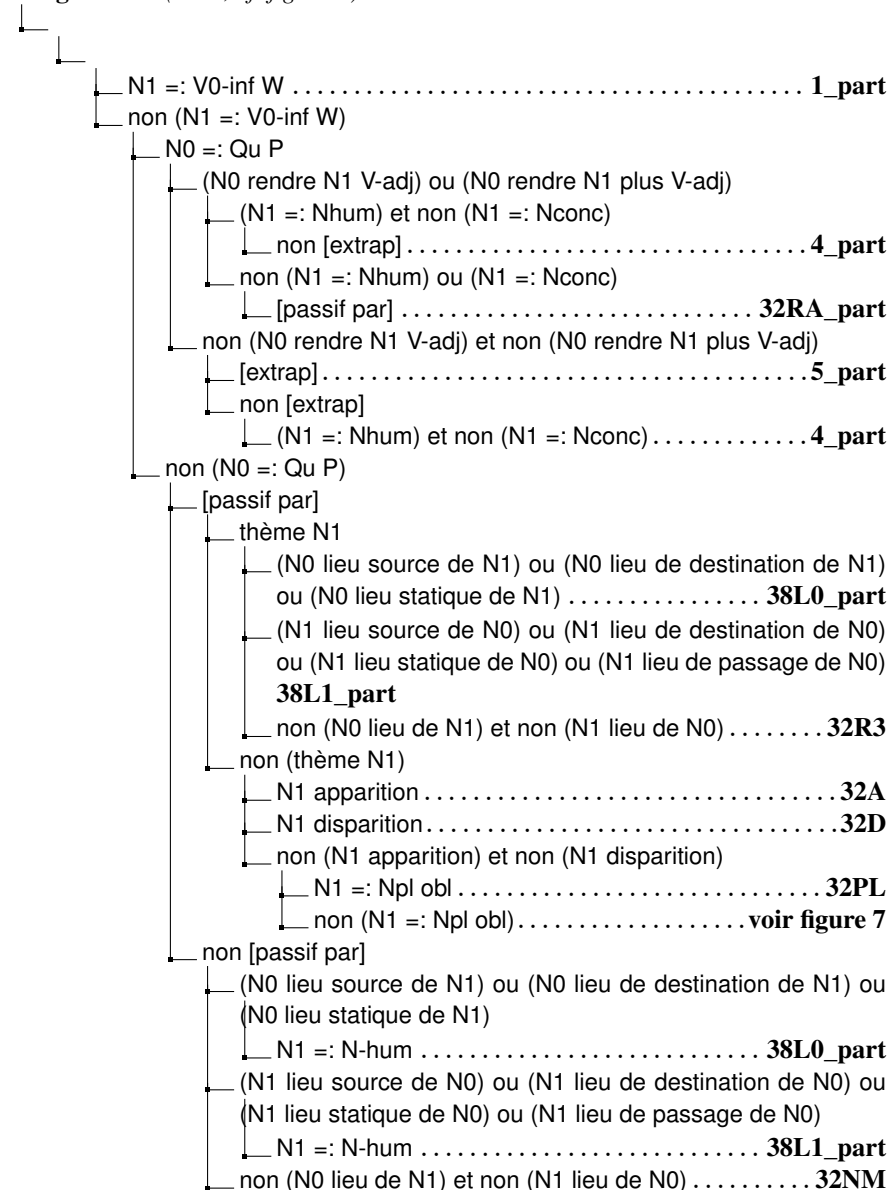 N1 =: V0-inf W .......................................... 1_part
non (N1 =: V0-inf W)
N0 =: Qu P
(N0 rendre N1 V-adj) ou (N0 rendre N1 plus V-adj)
(N1 =: Nhum) et non (N1 =: Nconc)
non [extrap] ................................. 4_part
non (N1 =: Nhum) ou (N1 =: Nconc)
[passif par] ............................. 32RA_part
non (N0 rendre N1 V-adj) et non (N0 rendre N1 plus V-adj)
[extrap] ........................................ 5_part
non [extrap]
(N1 =: Nhum) et non (N1 =: Nconc) ............. 4_part
non (N0 =: Qu P)
[passif par]
thème N1
(N0 lieu source de N1) ou (N0 lieu de destination de N1)
ou (N0 lieu statique de N1) ................ 38L0_part
(N1 lieu source de N0) ou (N1 lieu de destination de N0)
ou (N1 lieu statique de N0) ou (N1 lieu de passage de N0)
38L1_part
non (N0 lieu de N1) et non (N1 lieu de N0) ........ 32R3
non (thème N1)
N1 apparition .................................. 32A
N1 disparition .................................. 32D
non (N1 apparition) et non (N1 disparition)
N1 =: Npl obl .............................. 32PL
non (N1 =: Npl obl) ................... voir figure 7
non [passif par]
(N0 lieu source de N1) ou (N0 lieu de destination de N1) ou
(N0 lieu statique de N1)
N1 =: N-hum ............................ 38L0_part
(N1 lieu source de N0) ou (N1 lieu de destination de N0) ou
(N1 lieu statique de N0) ou (N1 lieu de passage de N0)
N1 =: N-hum ............................ 38L1_part
non (N0 lieu de N1) et non (N1 lieu de N0) .......... 32NM